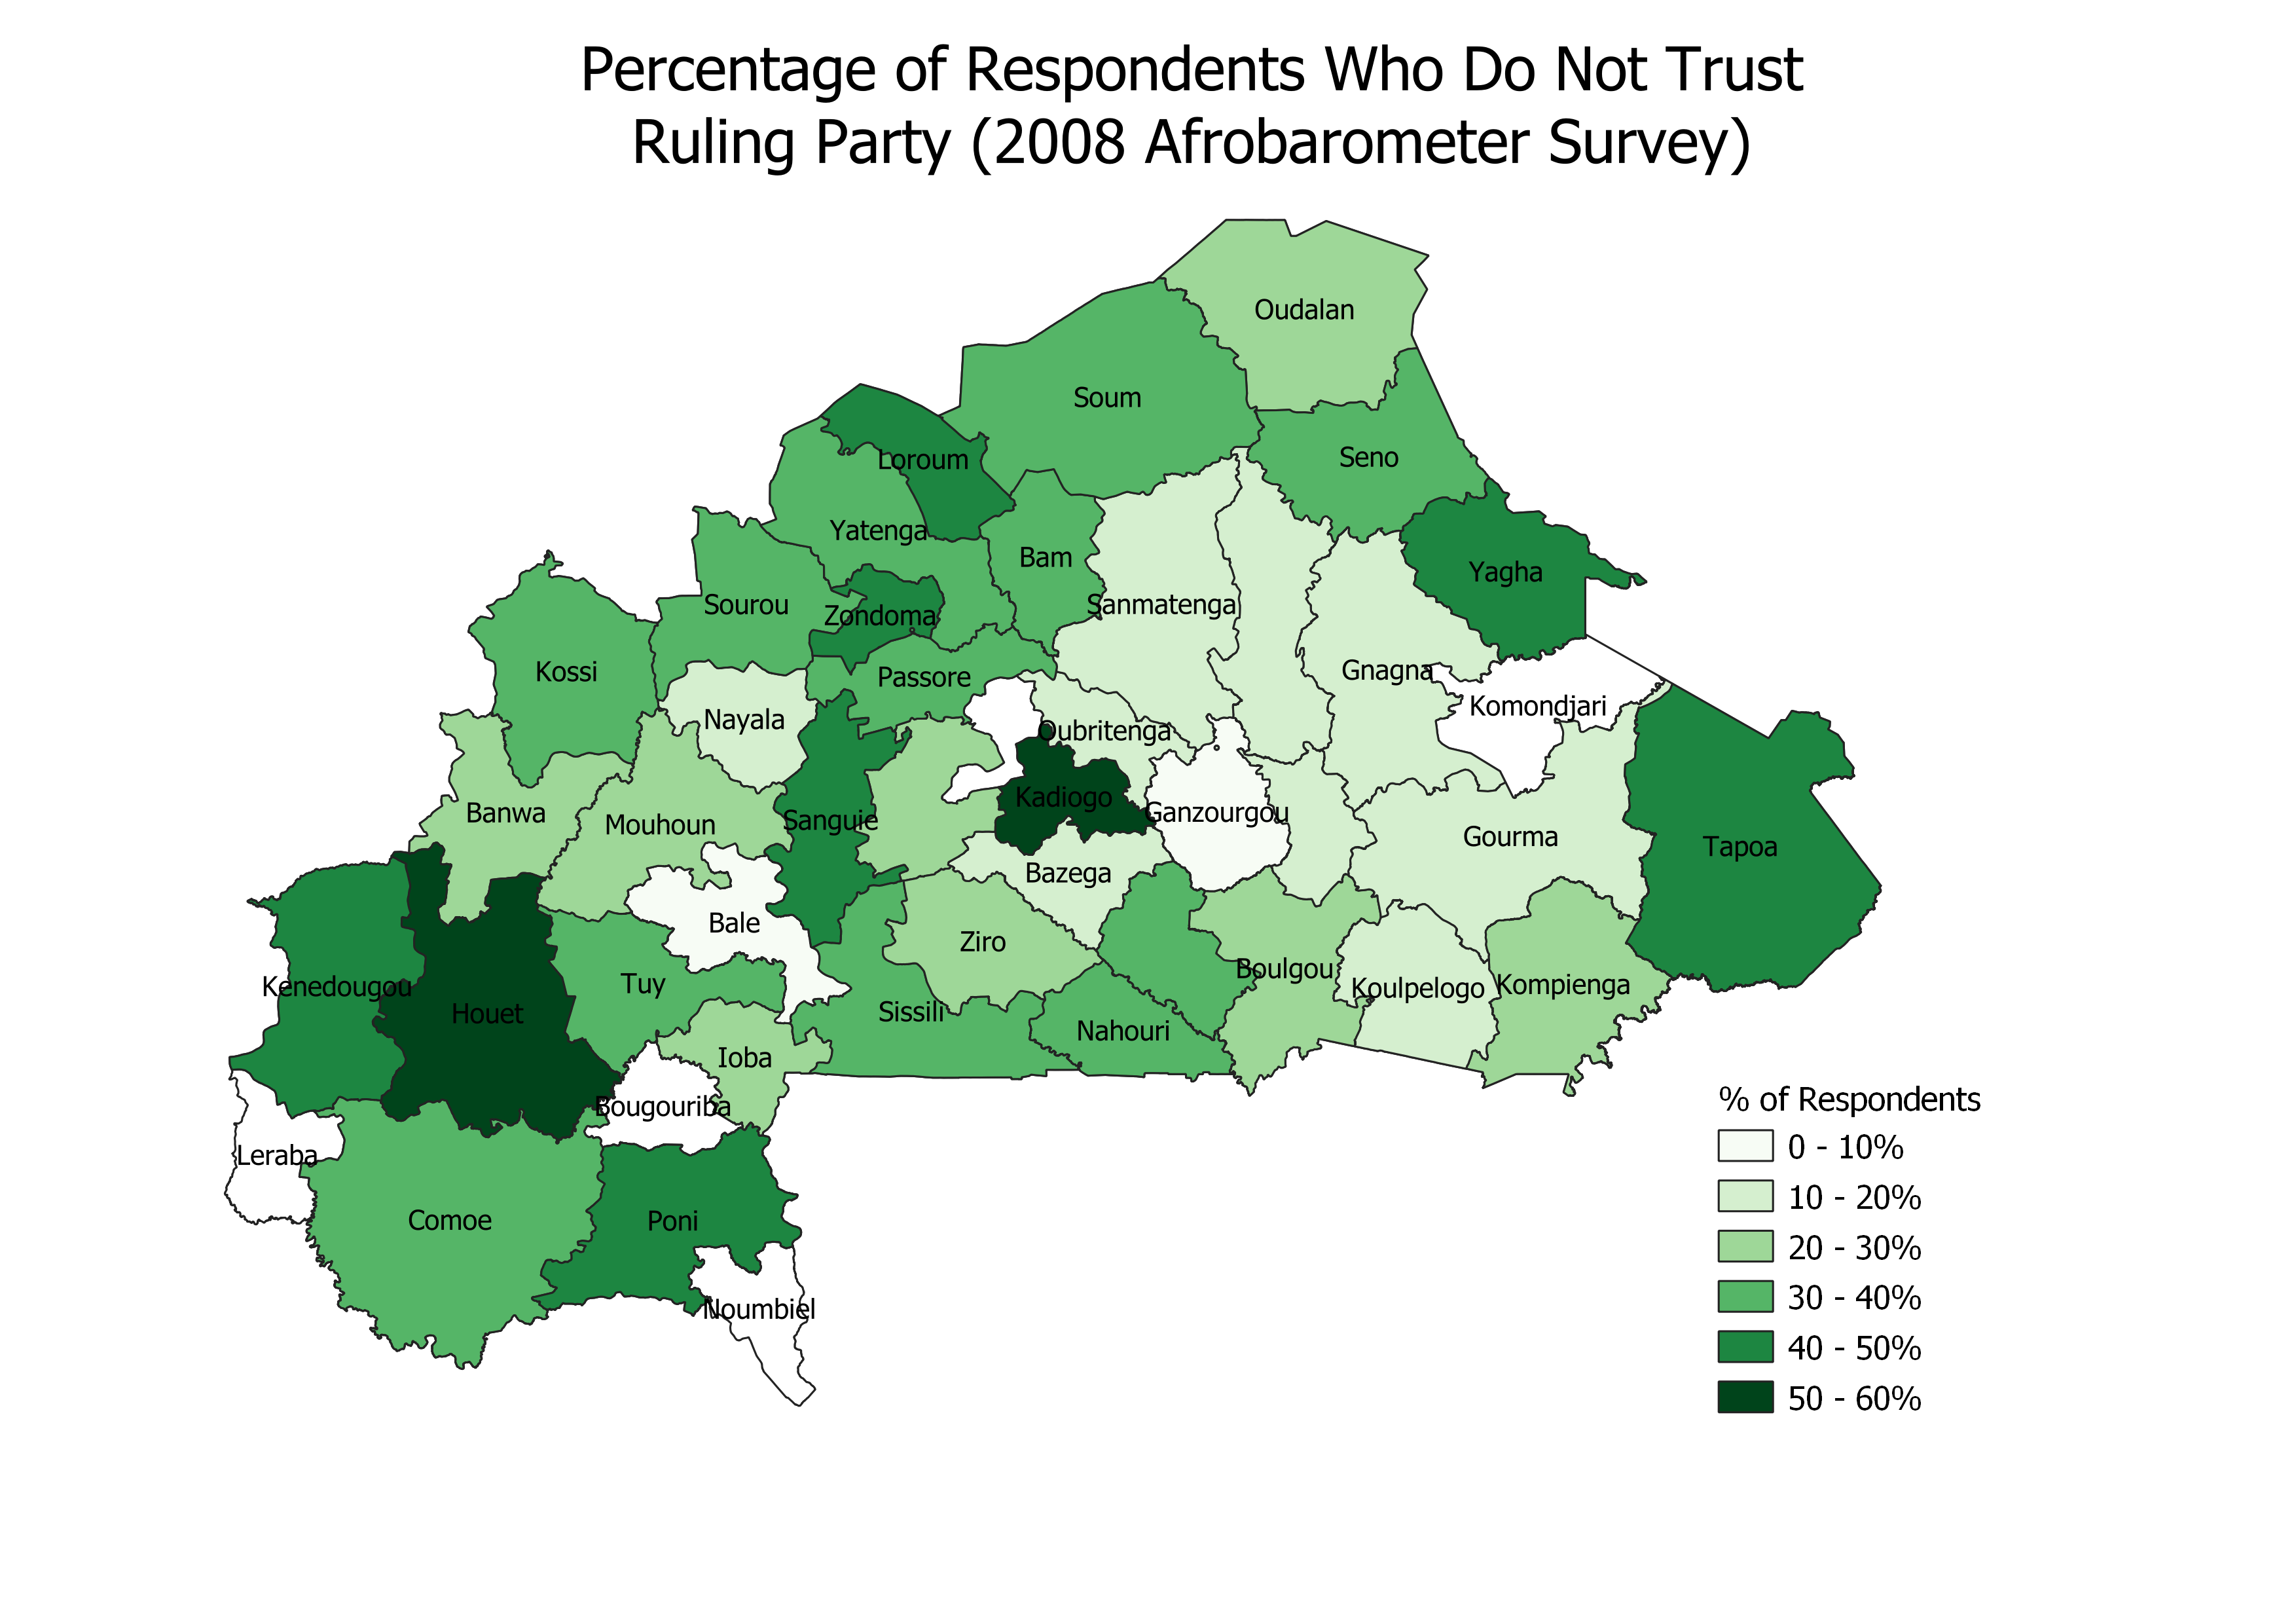 Percentage of Respondents Who Do Not Trust
Ruling Party (2008 Afrobarometer Survey)
Oudalan
Soum
Seno
Loroum
Yatenga
Bam
Yagha
Sanmatenga
Sourou
Zondoma
Kossi
Passore
Gnagna
Komondjari
Nayala
Oubritenga
Kadiogo
Banwa
Mouhoun
Sanguie
Ganzourgou
Gourma
Tapoa
Bazega
Bale
Ziro
Boulgou
Kenedougou
Tuy
Koulpelogo
Kompienga
Houet
Sissili
Nahouri
Ioba
Bougouriba
Leraba
Comoe
Poni
Noumbiel
% of Respondents
0 - 10%
10 - 20%
20 - 30%
30 - 40%
40 - 50%
50 - 60%